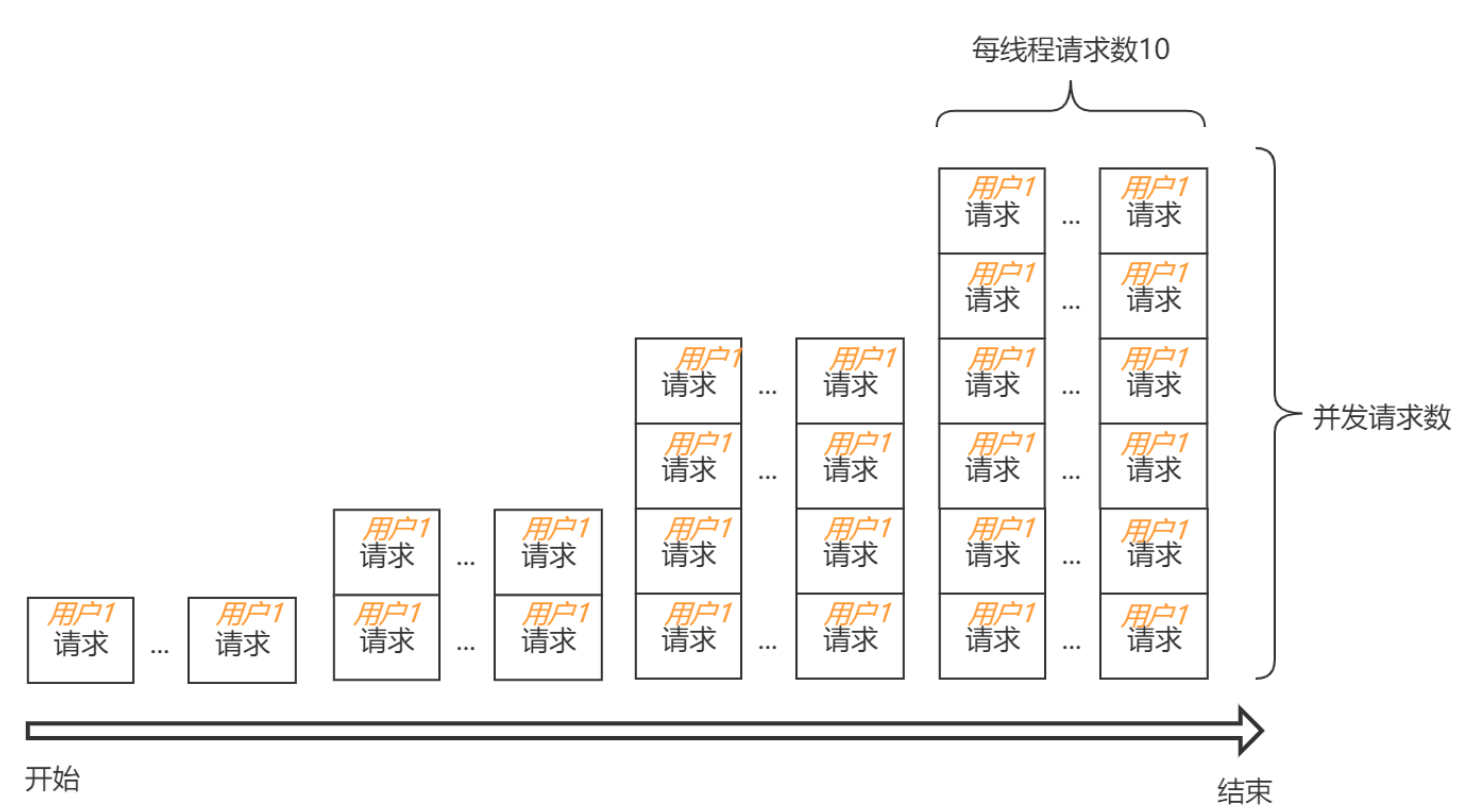 每线程请求数10
用户1 用户1
请求 ... 请求
用户1 用户1
请求 ... 请求
用户1 用户1 用户1 用户1
请求 ... 请求 请求 ... 请求
并发请求数
用户1 用户1 用户1 用户1
请求 ... 请求 请求 ... 请求
用户1 用户1 用户1 用户1 用户1 用户1
请求 ... 请求 请求 ... 请求 请求 ... 请求
用户1 用户1 用户1 用户1 用户1 用户1 用户1 用户1
请求 ... 请求 请求 ... 请求 请求 ... 请求 请求 ... 请求
开始
结束